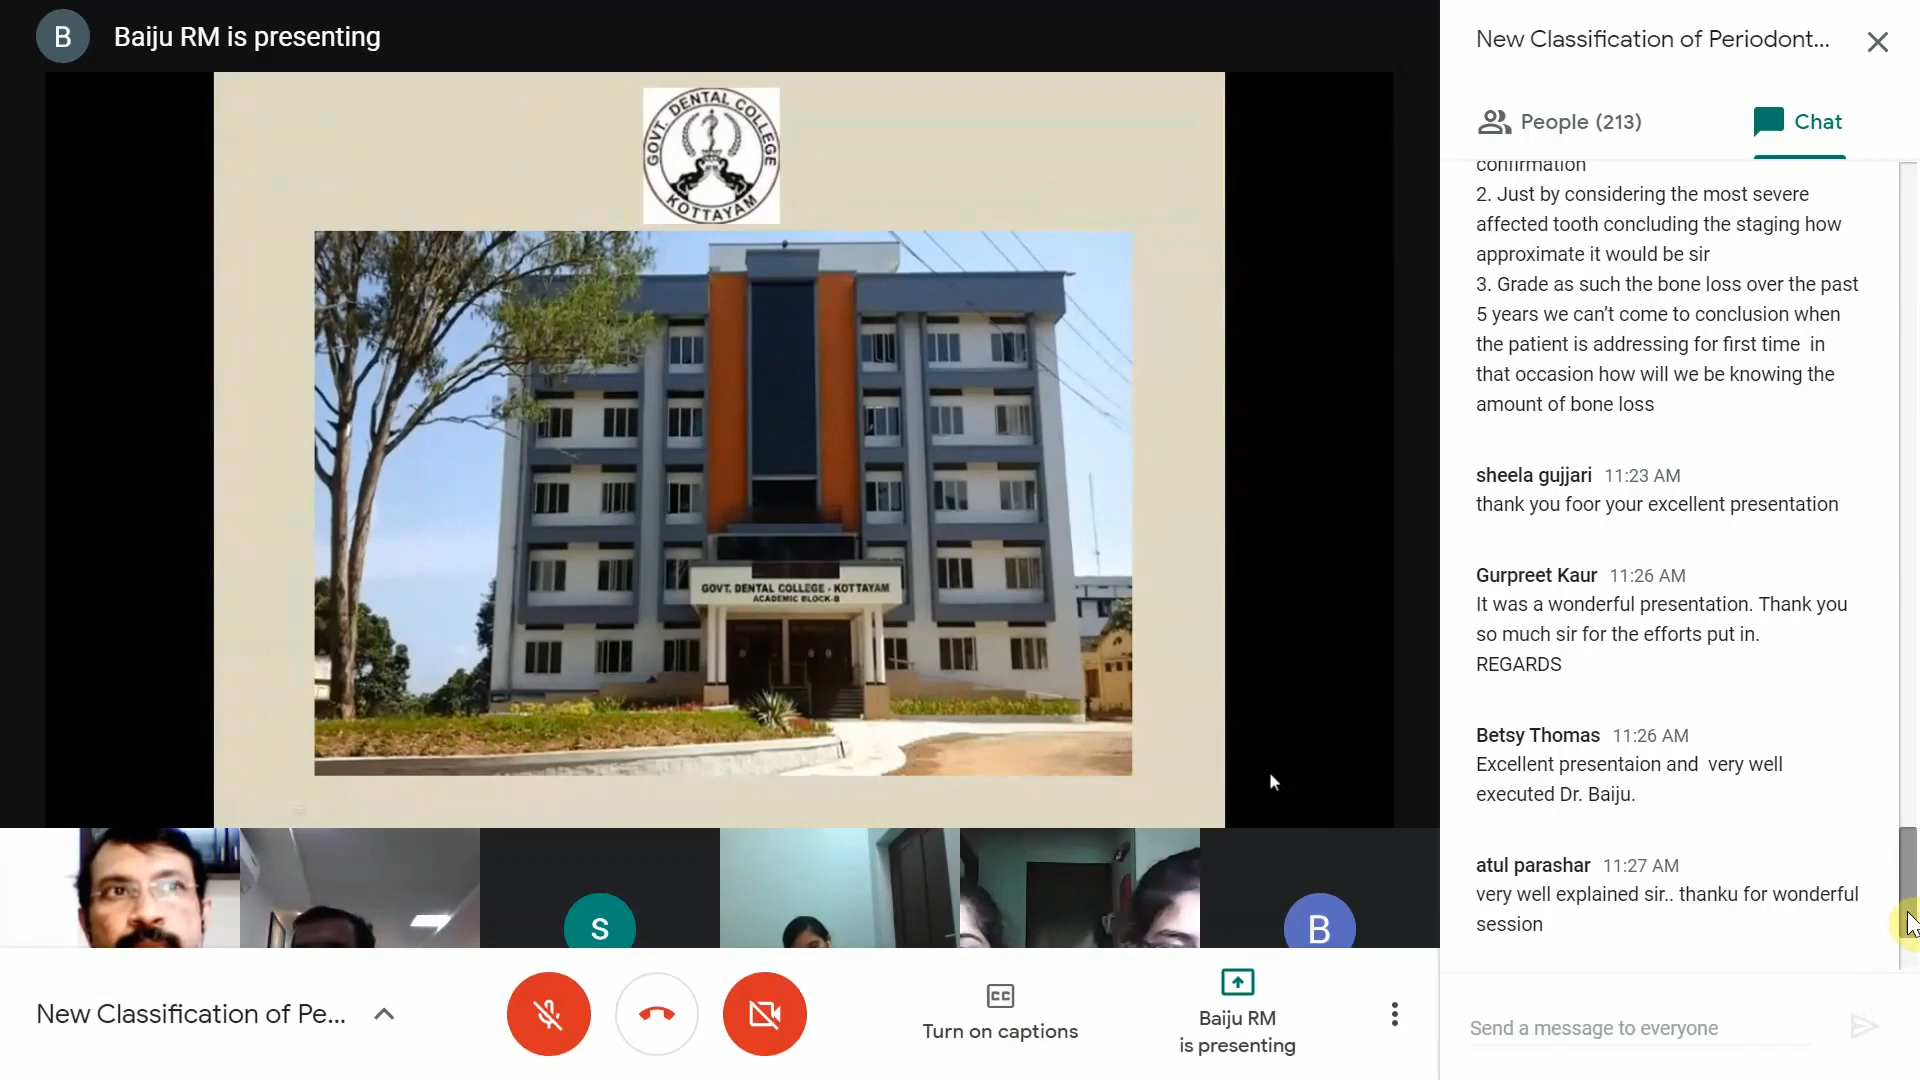 B
Baiju RM is presenting
GOVT. DENTAL COLLEGE
KOTTAYAM
GOVT. DENTAL COLLEGE - KOTTAYAM
ACADEMIC BLOCK-B
S
B
New Classification of Pe...
CC
Turn on captions
Baiju RM
is presenting
New Classification of Periodont...
People (213)
Chat
confirmation
2. Just by considering the most severe
affected tooth concluding the staging how
approximate it would be sir
3. Grade as such the bone loss over the past
5 years we can’t come to conclusion when
the patient is addressing for first time  in
that occasion how will we be knowing the
amount of bone loss
sheela gujjari 11:23 AM
thank you foor your excellent presentation
Gurpreet Kaur 11:26 AM
It was a wonderful presentation. Thank you
so much sir for the efforts put in.
REGARDS
Betsy Thomas 11:26 AM
Excellent presentaion and  very well
executed Dr. Baiju.
atul parashar 11:27 AM
very well explained sir.. thanku for wonderful
session
Send a message to everyone